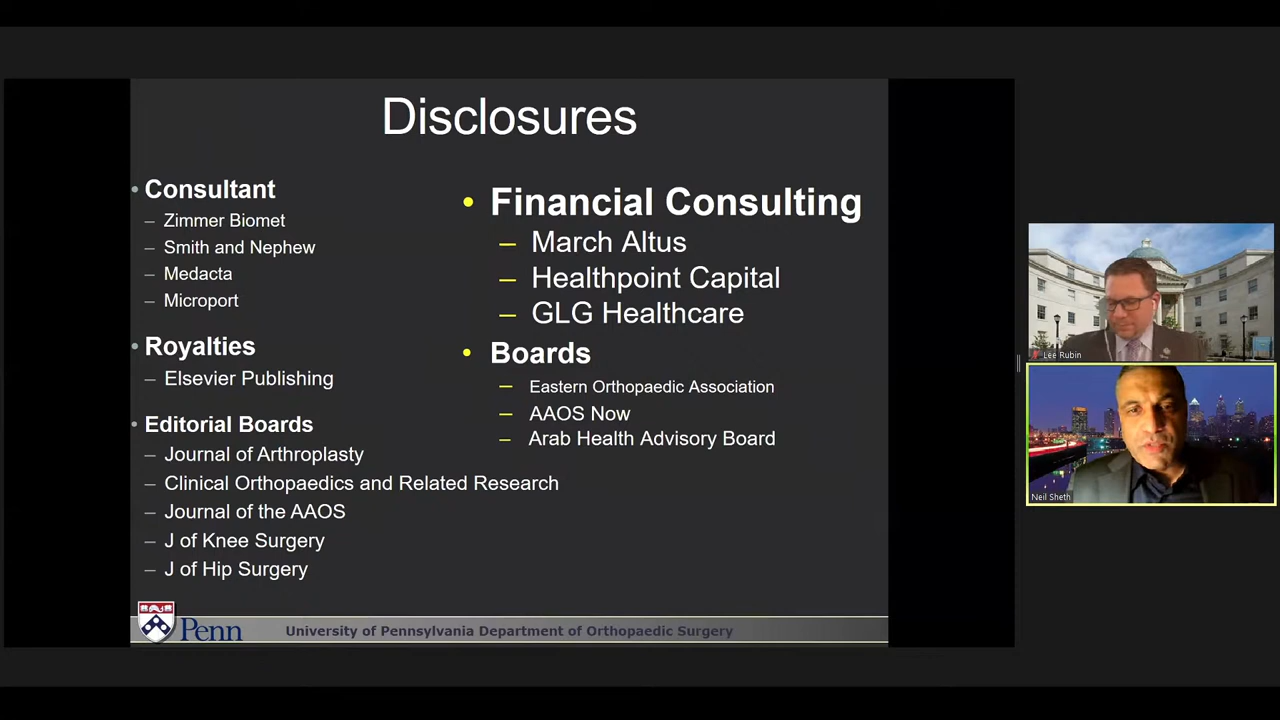 Disclosures
• Consultant
– Zimmer Biomet
– Smith and Nephew
– Medacta
– Microport
• Royalties
– Elsevier Publishing
• Editorial Boards
– Journal of Arthroplasty
– Clinical Orthopaedics and Related Research
– Journal of the AAOS
– J of Knee Surgery
– J of Hip Surgery
• Financial Consulting
– March Altus
– Healthpoint Capital
– GLG Healthcare
• Boards
– Eastern Orthopaedic Association
– AAOS Now
– Arab Health Advisory Board
Penn
University of Pennsylvania Department of Orthopaedic Surgery
Lee Rubin
Neil Sheth